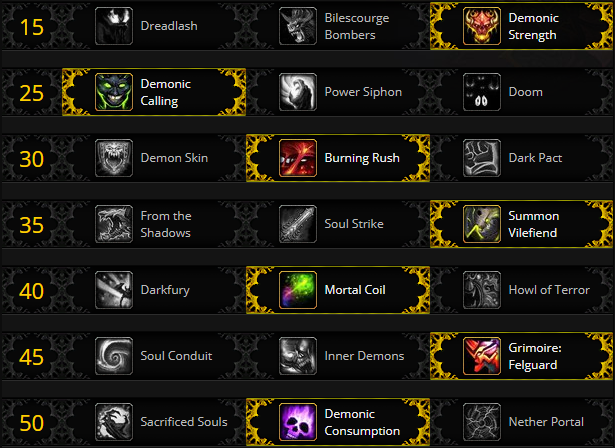 15 Dreadlash Bilescourge Bombers Demonic Strength
25 Demonic Calling Power Siphon Doom
30 Demon Skin Burning Rush Dark Pact
35 From the Shadows Soul Strike Summon Vilefiend
40 Darkfury Mortal Coil Howl of Terror
45 Soul Conduit Inner Demons Grimoire: Felguard
50 Sacrificed Souls Demonic Consumption Nether Portal